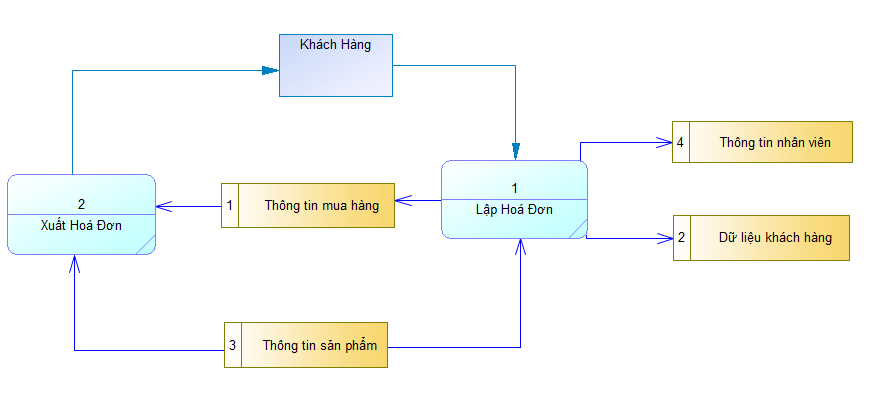 Khách Hàng
4 Thông tin nhân viên
1
Lập Hoá Đơn
2
Xuất Hoá Đơn
1 Thông tin mua hàng
2 Dữ liệu khách hàng
3 Thông tin sản phẩm